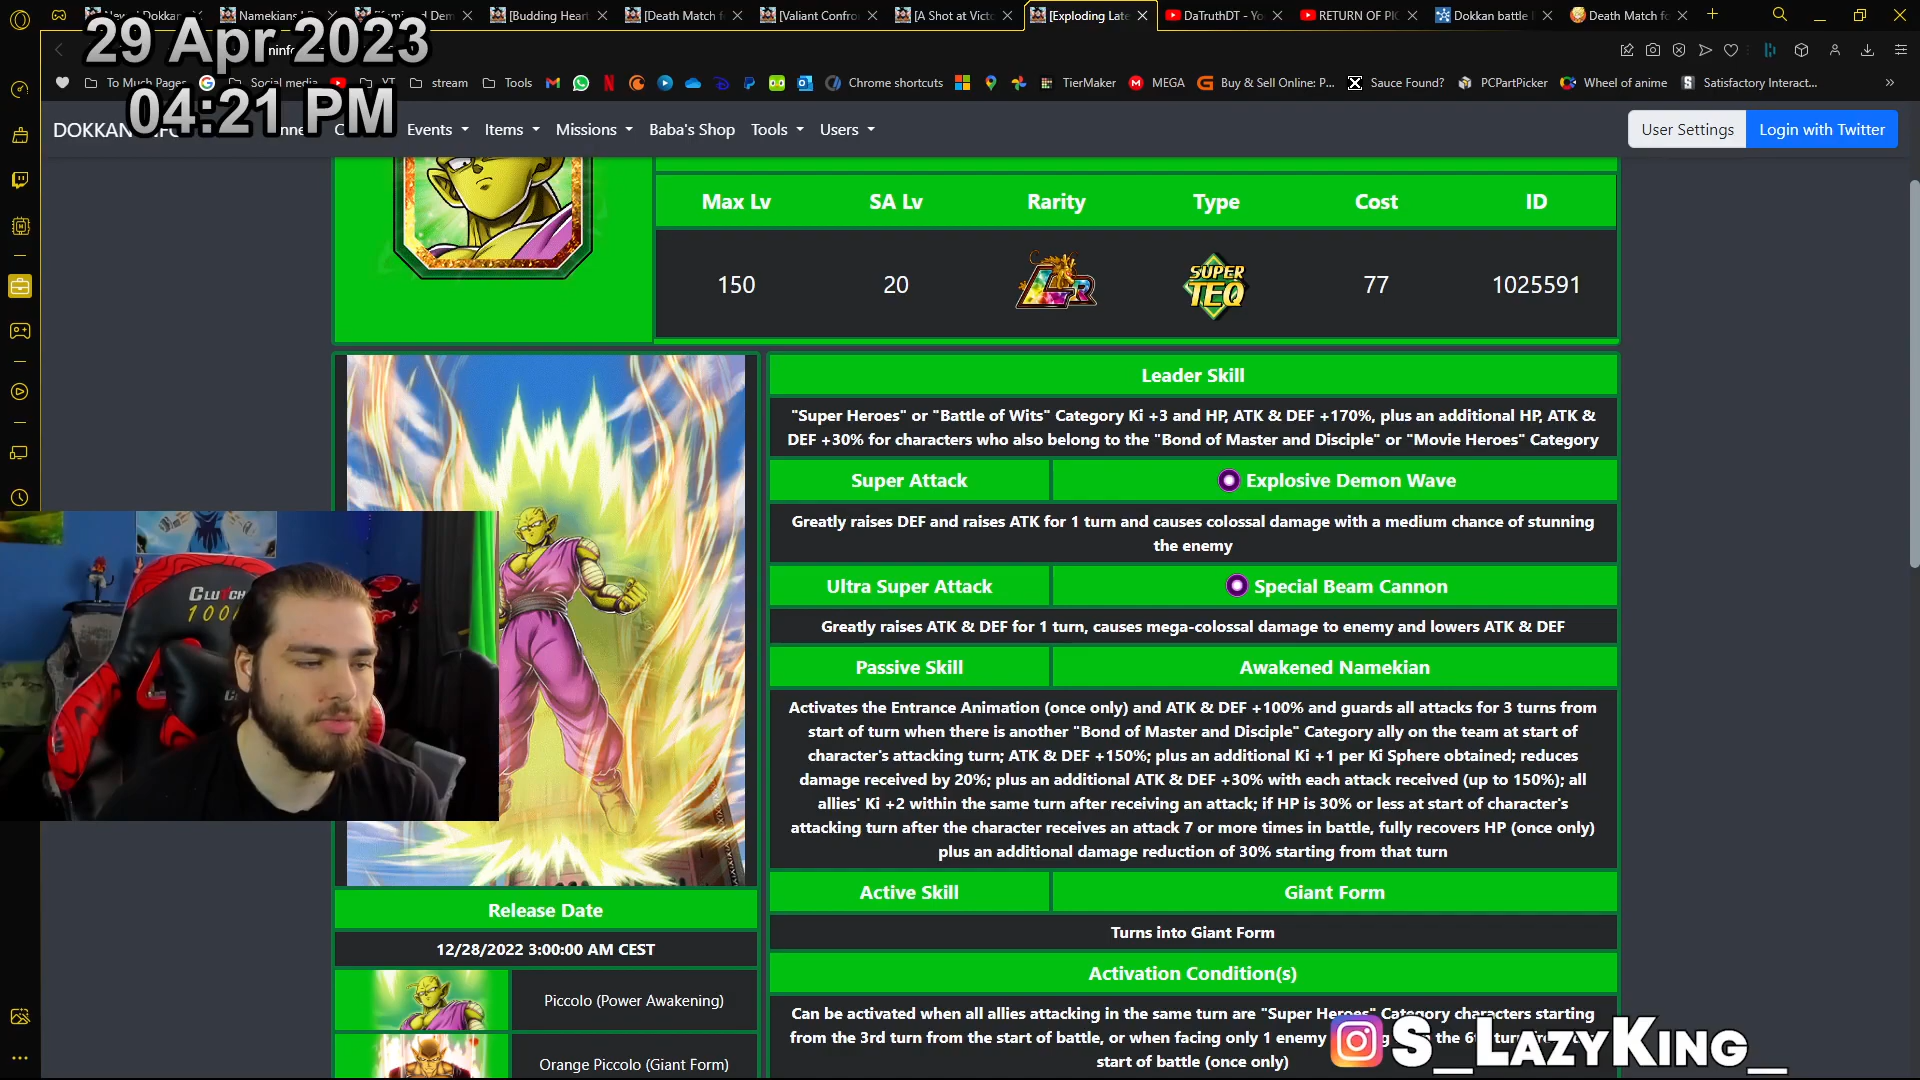 [Budding Hear
[Death Match f
[Valiant Confro
[A Shot at Victo
[Exploding Late
DaTruthDT - Yo
RETURN OF PIC
Dokkan battle
Death Match fo
29 Apr 2023
04:21 PM
To Much Pages
Social media
YT
stream
Tools
Chrome shortcuts
TierMaker
MEGA
Buy & Sell Online: P...
Sauce Found?
PCPartPicker
Wheel of anime
Satisfactory Interact...
DOKKAN
Events
Items
Missions
Baba's Shop
Tools
Users
User Settings
Login with Twitter
Max Lv
SA Lv
Rarity
Type
Cost
ID
150
20
LR
SUPER
TEQ
77
1025591
Leader Skill
"Super Heroes" or "Battle of Wits" Category Ki +3 and HP, ATK & DEF +170%, plus an additional HP, ATK &
DEF +30% for characters who also belong to the "Bond of Master and Disciple" or "Movie Heroes" Category
Super Attack
Explosive Demon Wave
Greatly raises DEF and raises ATK for 1 turn and causes colossal damage with a medium chance of stunning
the enemy
Ultra Super Attack
Special Beam Cannon
Greatly raises ATK & DEF for 1 turn, causes mega-colossal damage to enemy and lowers ATK & DEF
Passive Skill
Awakened Namekian
Activates the Entrance Animation (once only) and ATK & DEF +100% and guards all attacks for 3 turns from
start of turn when there is another "Bond of Master and Disciple" Category ally on the team at start of
character's attacking turn; ATK & DEF +150%; plus an additional Ki +1 per Ki Sphere obtained; reduces
damage received by 20%; plus an additional ATK & DEF +30% with each attack received (up to 150%); all
allies' Ki +2 within the same turn after receiving an attack; if HP is 30% or less at start of character's
attacking turn after the character receives an attack 7 or more times in battle, fully recovers HP (once only)
plus an additional damage reduction of 30% starting from that turn
Active Skill
Giant Form
Turns into Giant Form
Activation Condition(s)
Can be activated when all allies attacking in the same turn are "Super Heroes" Category characters starting
from the 3rd turn from the start of battle, or when facing only 1 enemy
start of battle (once only)
CLUTCH
Release Date
12/28/2022 3:00:00 AM CEST
Piccolo (Power Awakening)
Orange Piccolo (Giant Form)
S_LAZYKING_